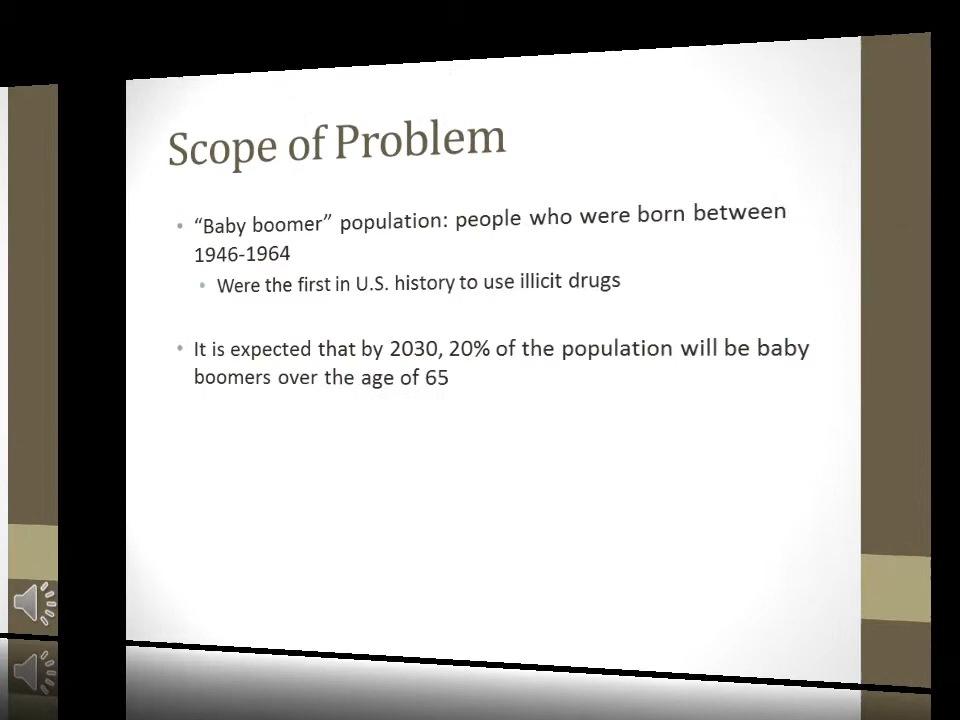 Scope of Problem
• “Baby boomer” population: people who were born between
1946-1964
• Were the first in U.S. history to use illicit drugs
• It is expected that by 2030, 20% of the population will be baby
boomers over the age of 65